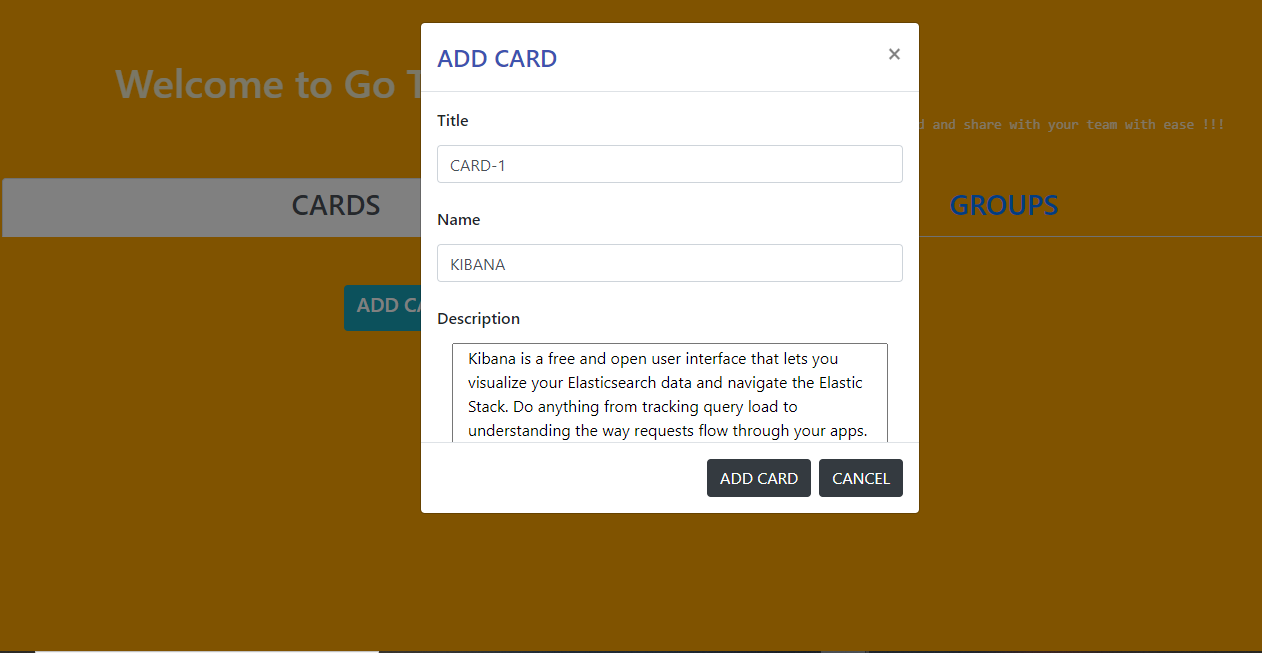 ADD CARD ×
Welcome to Go
Title
and share with your team with ease !!!
CARD-1
CARDS
GROUPS
Name
KIBANA
ADD
Description
Kibana is a free and open user interface that lets you
visualize your Elasticsearch data and navigate the Elastic
Stack. Do anything from tracking query load to
understanding the way requests flow through your apps.
ADD CARD
CANCEL